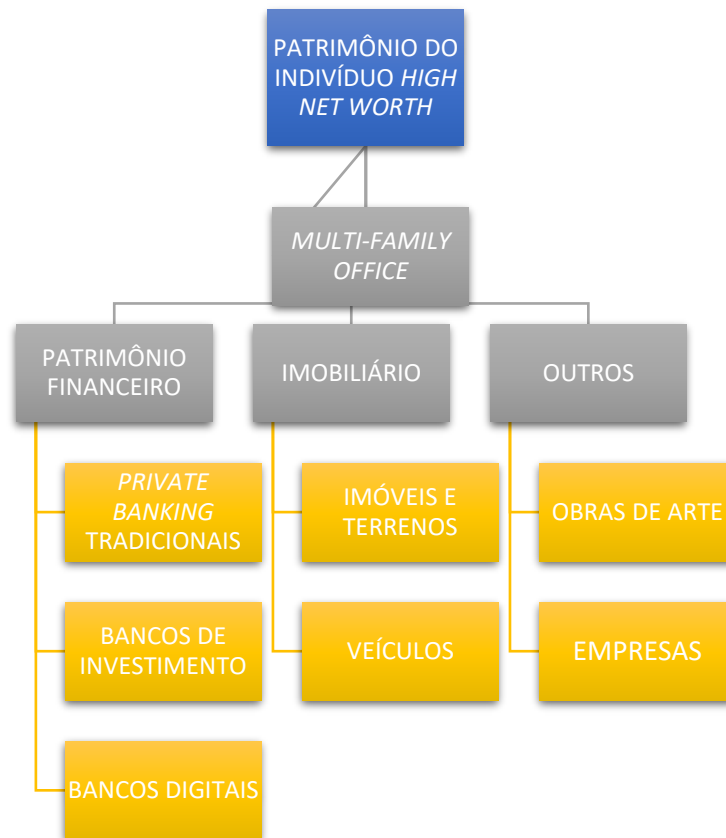 PATRIMÔNIO DO
INDIVÍDUO HIGH
NET WORTH
MULTI-FAMILY
OFFICE
PATRIMÔNIO
FINANCEIRO
IMOBILIÁRIO
OUTROS
PRIVATE
BANKING
TRADICIONAIS
IMÓVEIS E
TERRENOS
OBRAS DE ARTE
BANCOS DE
INVESTIMENTO
VEÍCULOS
EMPRESAS
BANCOS DIGITAIS